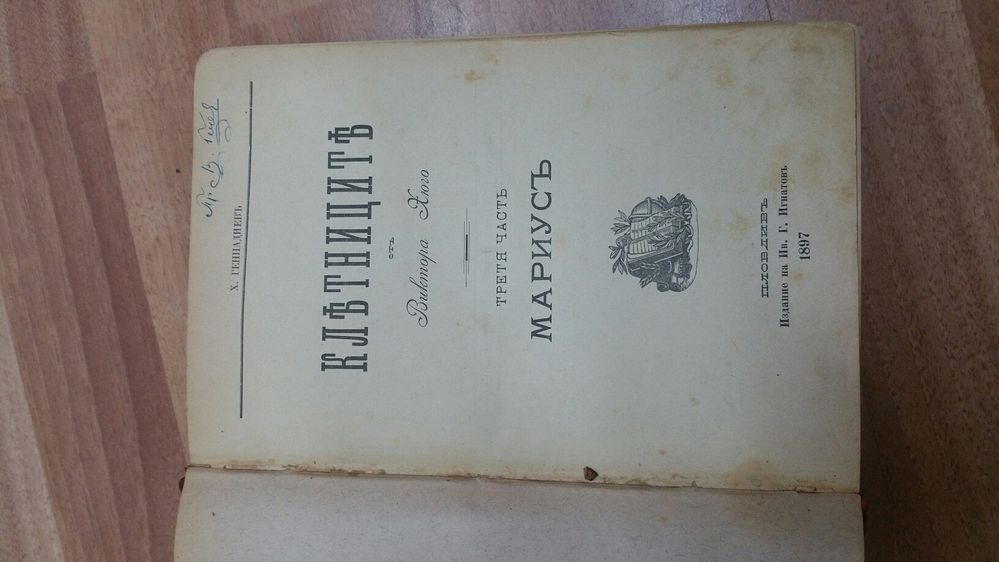 Х. ГЕННАДИЕВЪ
КЛѢТНИЦИТѢ
отъ
Виктора Хюго
ТРЕТЯ ЧАСТЬ
МАРИУСЪ
ПЛОВДИВЪ
Издание на Ив. Г. Игнатовъ
1897